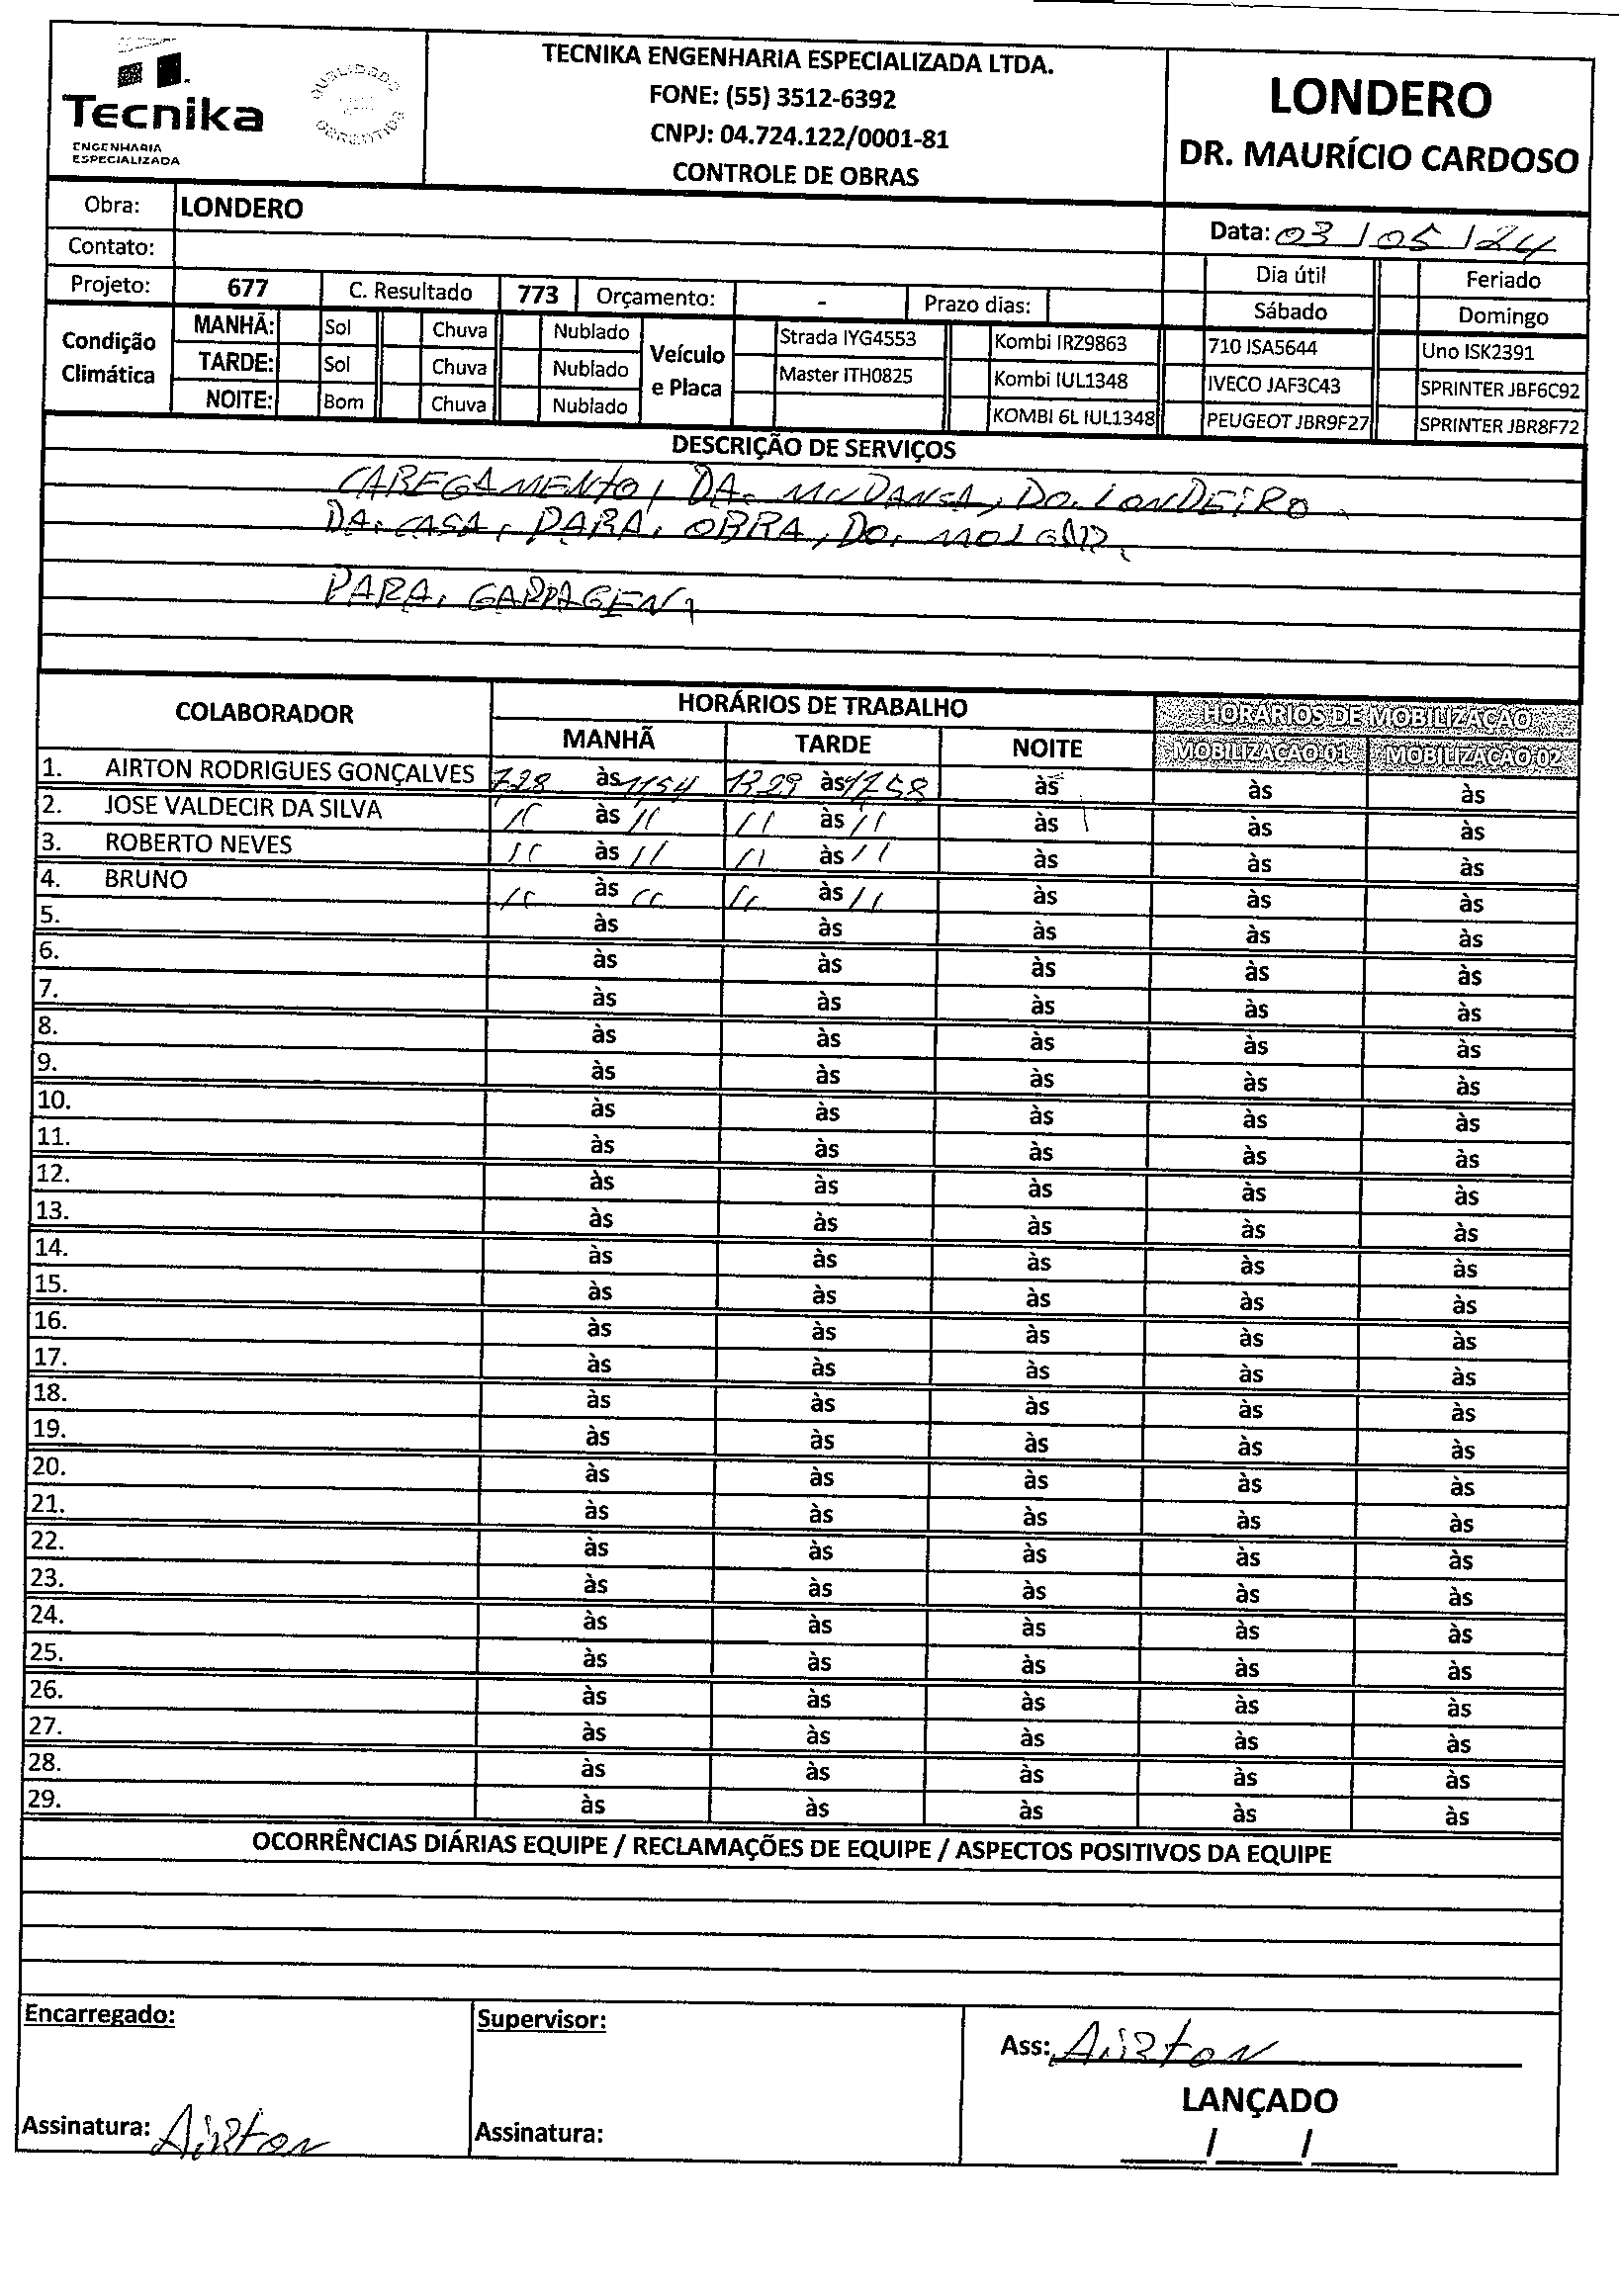 Tecnika
ENGENHARIA
ESPECIALIZADA
QUALIDADE
TECNIKA ENGENHARIA ESPECIALIZADA LTDA.
FONE: (55) 3512-6392
CNPJ: 04.724.122/0001-81
CONTROLE DE OBRAS
LONDERO
DR. MAURÍCIO CARDOSO
Obra: LONDERO
Data: 03/05/24
Contato:
Dia útil Feriado
Projeto: 677 C. Resultado 773 Orçamento: - Prazo dias:
Sábado Domingo
Condição Climática
MANHÃ: Sol Chuva Nublado
TARDE: Sol Chuva Nublado
NOITE: Bom Chuva Nublado
Veículo e Placa
Strada IYG4553 Kombi IRZ9863 710 ISA5644 Uno ISK2391
Master ITH0825 Kombi IUL1348 IVECO JAF3C43 SPRINTER JBF6C92
KOMBI 6L IUL1348 PEUGEOT JBR9F27 SPRINTER JBR8F72
DESCRIÇÃO DE SERVIÇOS
CAREGAMENTO, DA. MUDANSA, DO. LONDEIRO.
DA. CASA, PARA, OBRA, DO.
PARA. GARRAGEN,
COLABORADOR HORÁRIOS DE TRABALHO HORÁRIOS DE MOBILIZAÇÃO
MANHÃ TARDE NOITE MOBILIZAÇÃO 01 MOBILIZAÇÃO 02
1. AIRTON RODRIGUES GONÇALVES 728 às 1154 1329 às 1758 às às às
2. JOSE VALDECIR DA SILVA 11 às 11 11 às 11 às às às
3. ROBERTO NEVES 11 às 11 11 às 11 às às às
4. BRUNO 11 às 11 11 às 11 às às às
5. às às às às às
6. às às às às às
7. às às às às às
8. às às às às às
9. às às às às às
10. às às às às às
11. às às às às às
12. às às às às às
13. às às às às às
14. às às às às às
15. às às às às às
16. às às às às às
17. às às às às às
18. às às às às às
19. às às às às às
20. às às às às às
21. às às às às às
22. às às às às às
23. às às às às às
24. às às às às às
25. às às às às às
26. às às às às às
27. às às às às às
28. às às às às às
29. às às às às às
OCORRÊNCIAS DIÁRIAS EQUIPE / RECLAMAÇÕES DE EQUIPE / ASPECTOS POSITIVOS DA EQUIPE
Encarregado: Supervisor:
Ass: Airton
LANÇADO
Assinatura: Airton Assinatura:
/ /